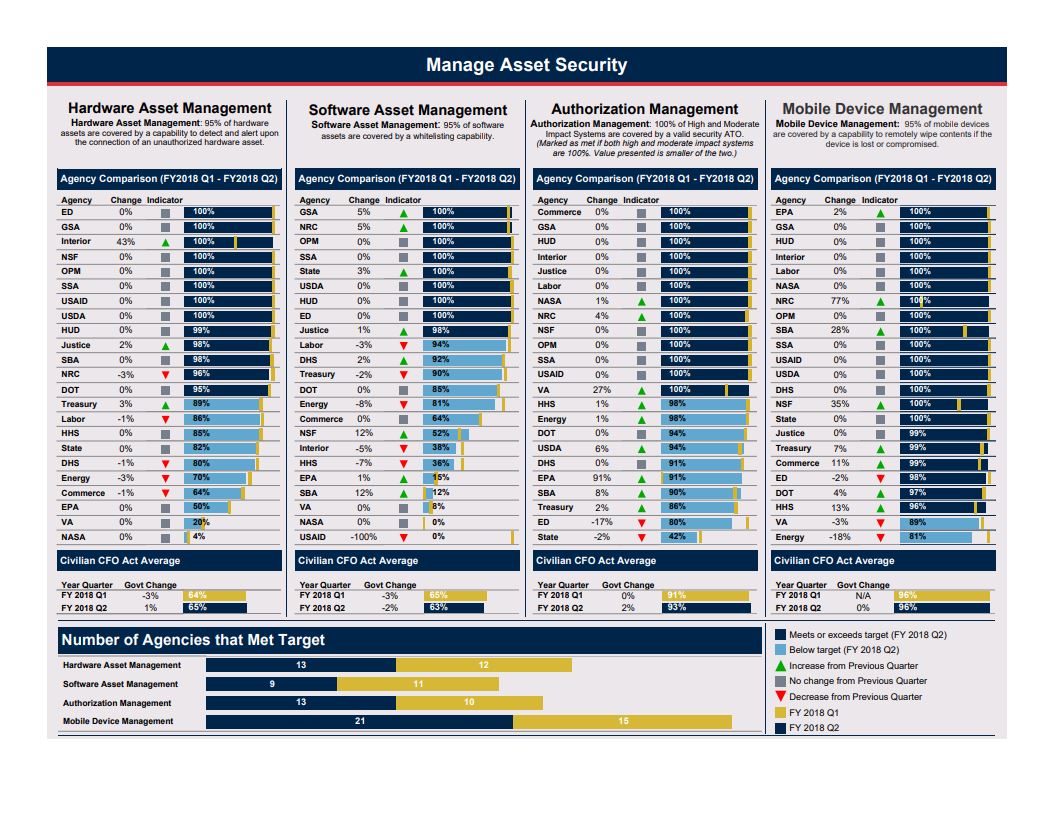 Manage Asset Security
Hardware Asset Management
Hardware Asset Management: 95% of hardware
assets are covered by a capability to detect and alert upon
the connection of an unauthorized hardware asset.
Agency Comparison (FY2018 Q1 - FY2018 Q2)
Agency Change Indicator
ED 0% 100%
GSA 0% 100%
Interior 43% 100%
NSF 0% 100%
OPM 0% 100%
SSA 0% 100%
USAID 0% 100%
USDA 0% 100%
HUD 0% 99%
Justice 2% 98%
SBA 0% 98%
NRC -3% 96%
DOT 0% 95%
Treasury 3% 89%
Labor -1% 86%
HHS 0% 85%
State 0% 82%
DHS -1% 80%
Energy -3% 70%
Commerce -1% 64%
EPA 0% 50%
VA 0% 20%
NASA 0% 4%
Civilian CFO Act Average
Year Quarter Govt Change
FY 2018 Q1 -3% 64%
FY 2018 Q2 1% 65%
Software Asset Management
Software Asset Management: 95% of software
assets are covered by a whitelisting capability.
Agency Comparison (FY2018 Q1 - FY2018 Q2)
Agency Change Indicator
GSA 5% 100%
NRC 5% 100%
OPM 0% 100%
SSA 0% 100%
State 3% 100%
USDA 0% 100%
HUD 0% 100%
ED 0% 100%
Justice 1% 98%
Labor -3% 94%
DHS 2% 92%
Treasury -2% 90%
DOT 0% 85%
Energy -8% 81%
Commerce 0% 64%
NSF 12% 52%
Interior -5% 38%
HHS -7% 36%
EPA 1% 15%
SBA 12% 12%
VA 0% 8%
NASA 0% 0%
USAID -100% 0%
Civilian CFO Act Average
Year Quarter Govt Change
FY 2018 Q1 -3% 65%
FY 2018 Q2 -2% 63%
Authorization Management
Authorization Management: 100% of High and Moderate
Impact Systems are covered by a valid security ATO.
(Marked as met if both high and moderate impact systems
are 100%. Value presented is smaller of the two.)
Agency Comparison (FY2018 Q1 - FY2018 Q2)
Agency Change Indicator
Commerce 0% 100%
GSA 0% 100%
HUD 0% 100%
Interior 0% 100%
Justice 0% 100%
Labor 0% 100%
NASA 1% 100%
NRC 4% 100%
NSF 0% 100%
OPM 0% 100%
SSA 0% 100%
USAID 0% 100%
VA 27% 100%
HHS 1% 98%
Energy 1% 98%
DOT 0% 94%
USDA 6% 94%
DHS 0% 91%
EPA 91% 91%
SBA 8% 90%
Treasury 2% 86%
ED -17% 80%
State -2% 42%
Civilian CFO Act Average
Year Quarter Govt Change
FY 2018 Q1 0% 91%
FY 2018 Q2 2% 93%
Mobile Device Management
Mobile Device Management: 95% of mobile devices
are covered by a capability to remotely wipe contents if the
device is lost or compromised.
Agency Comparison (FY2018 Q1 - FY2018 Q2)
Agency Change Indicator
EPA 2% 100%
GSA 0% 100%
HUD 0% 100%
Interior 0% 100%
Labor 0% 100%
NASA 0% 100%
NRC 77% 100%
OPM 0% 100%
SBA 28% 100%
SSA 0% 100%
USAID 0% 100%
USDA 0% 100%
DHS 0% 100%
NSF 35% 100%
State 0% 100%
Justice 0% 99%
Treasury 7% 99%
Commerce 11% 99%
ED -2% 98%
DOT 4% 97%
HHS 13% 96%
VA -3% 89%
Energy -18% 81%
Civilian CFO Act Average
Year Quarter Govt Change
FY 2018 Q1 N/A 96%
FY 2018 Q2 0% 96%
Number of Agencies that Met Target
Hardware Asset Management 13 12
Software Asset Management 9 11
Authorization Management 13 10
Mobile Device Management 21 15
Meets or exceeds target (FY 2018 Q2)
Below target (FY 2018 Q2)
Increase from Previous Quarter
No change from Previous Quarter
Decrease from Previous Quarter
FY 2018 Q1
FY 2018 Q2